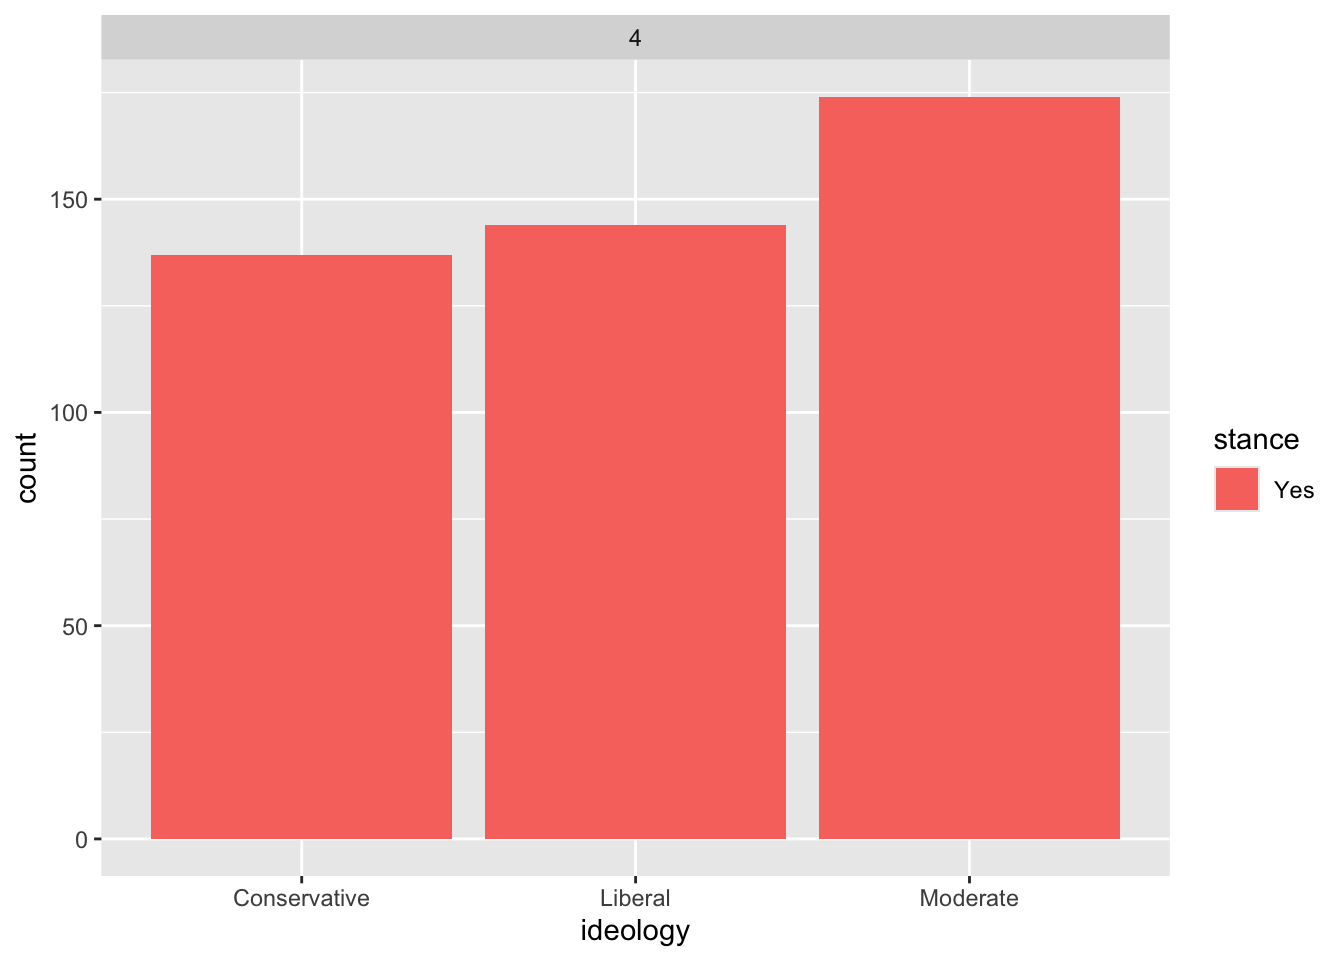 4
150
100
50
0
count
Conservative
Liberal
Moderate
ideology
stance
Yes